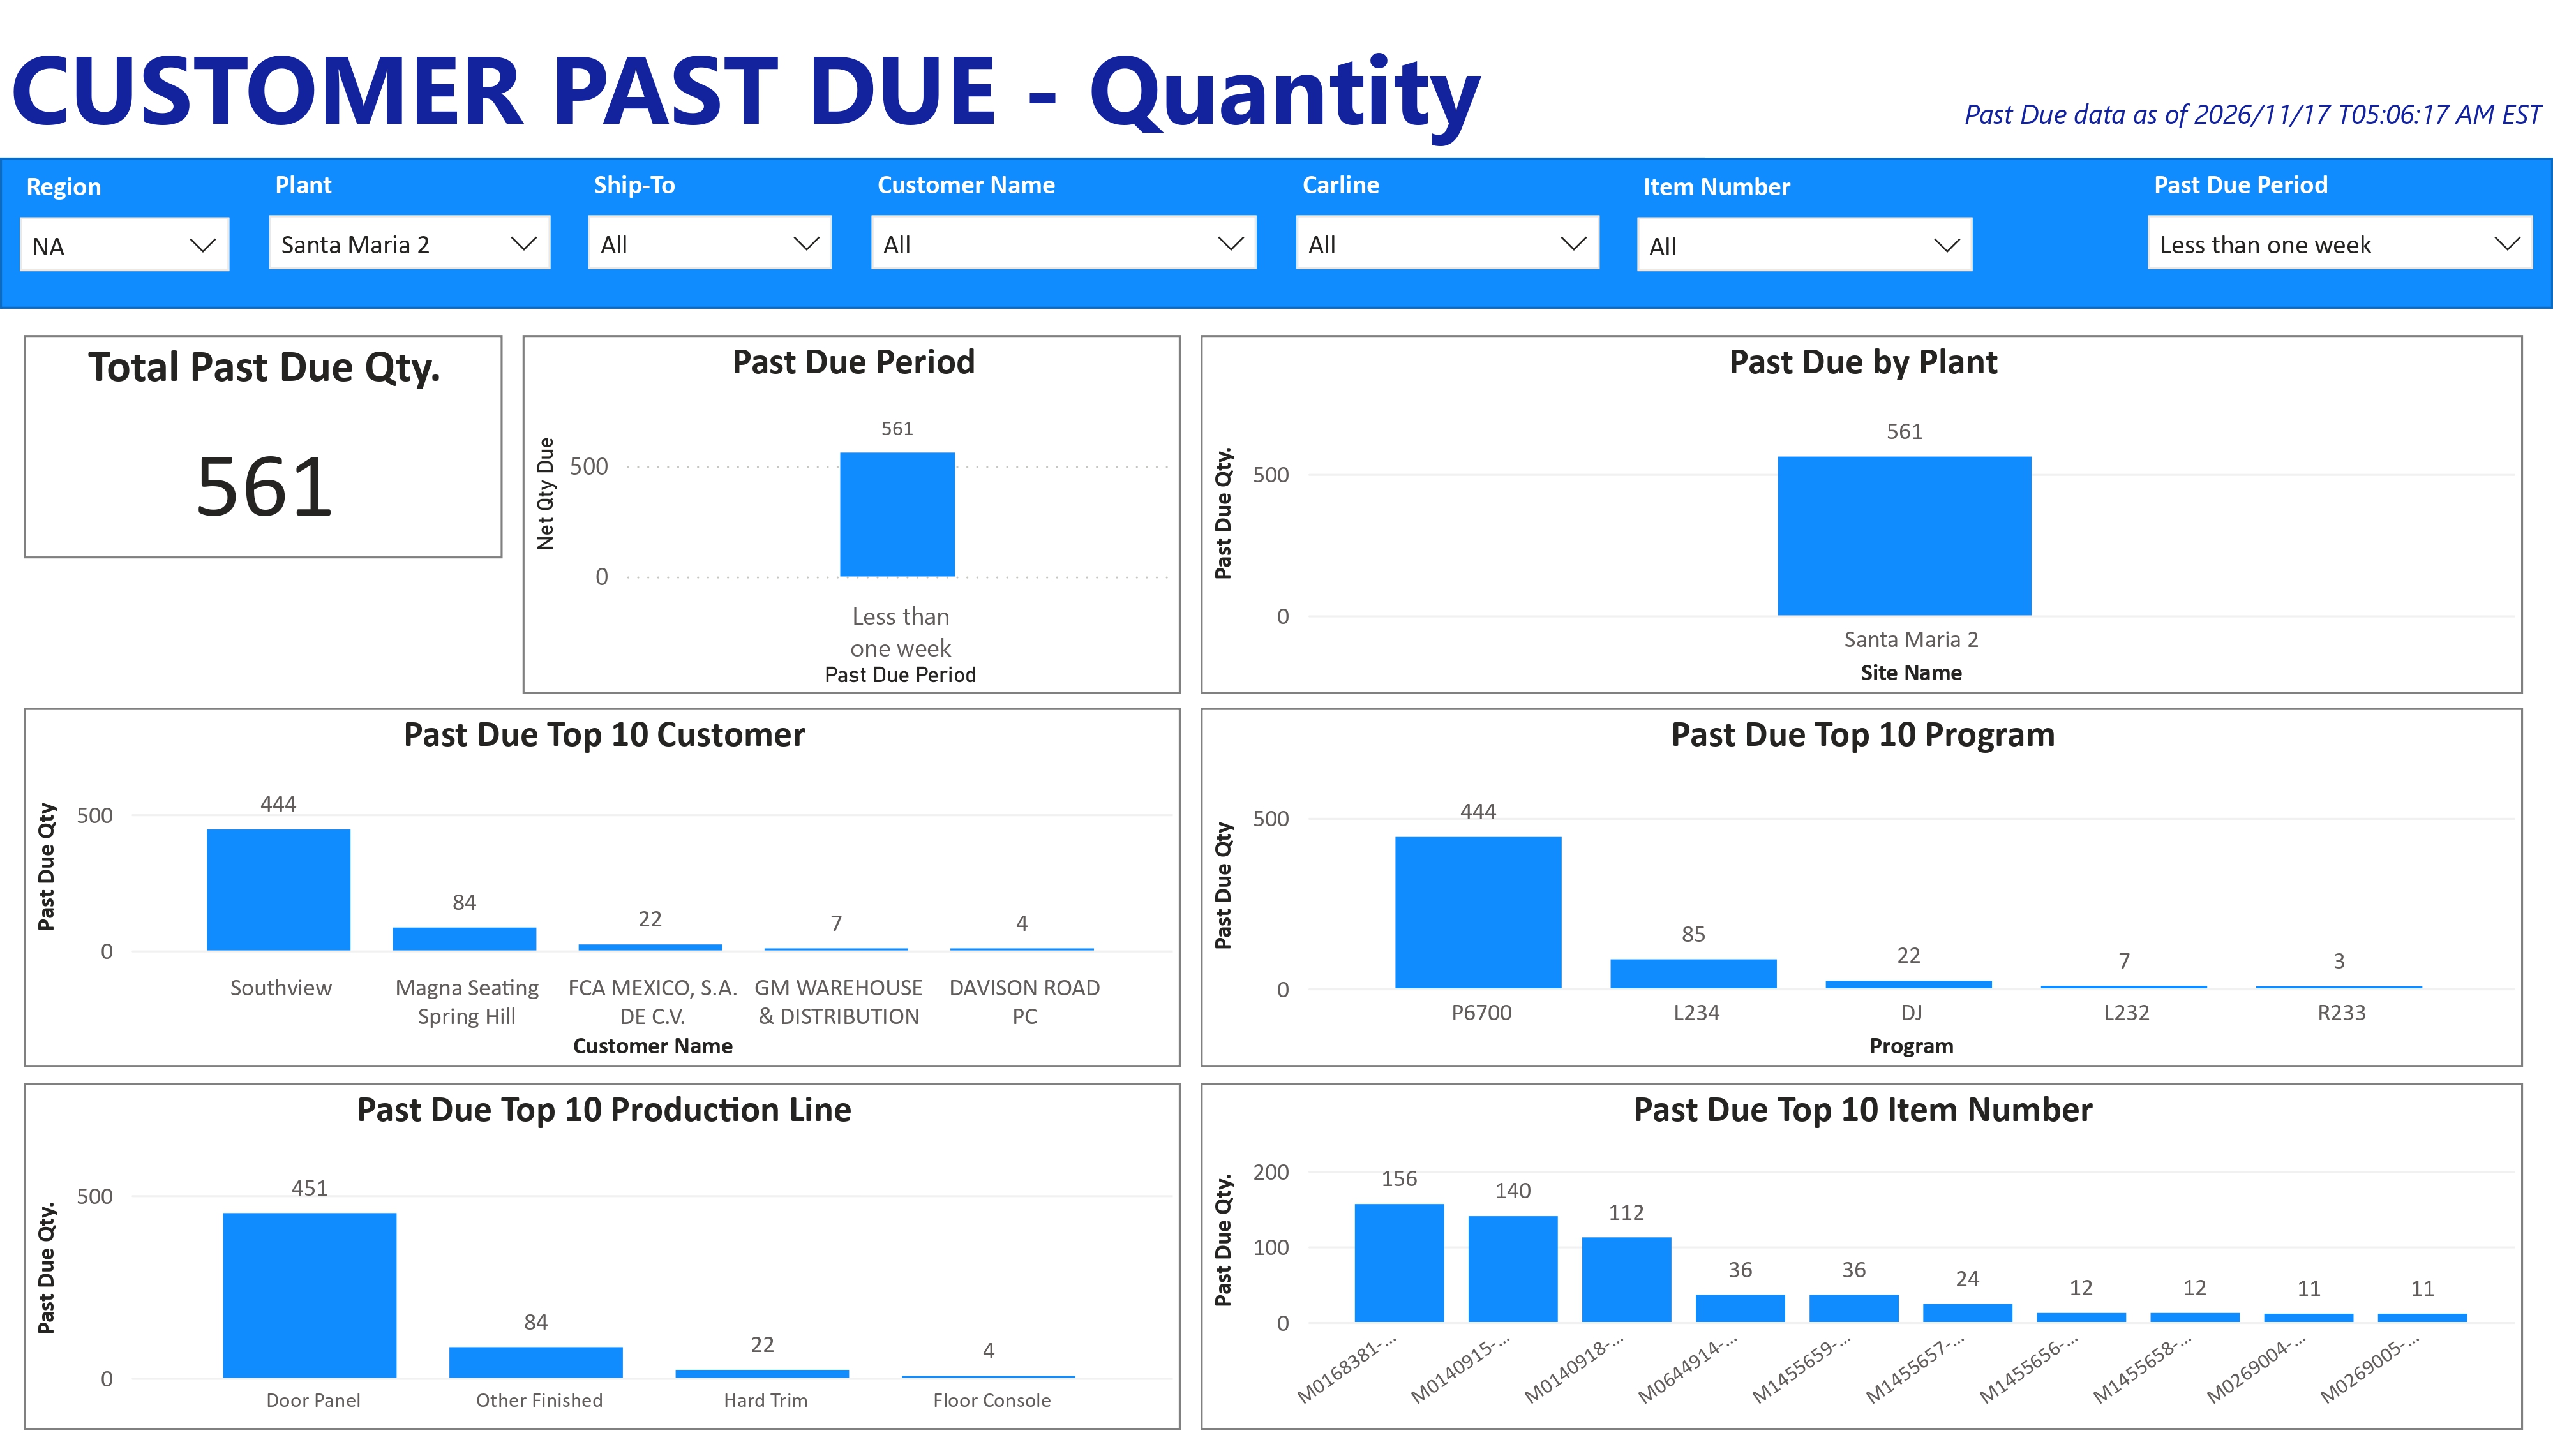 CUSTOMER PAST DUE - Quantity
Past Due data as of 2026/11/17 T05:06:17 AM EST
Region
Plant
Ship-To
Customer Name
Carline
Item Number
Past Due Period
NA
Santa Maria 2
All
All
All
All
Less than one week
Total Past Due Qty.
561
Past Due Period
Net Qty Due
561
500
0
Less than
one week
Past Due Period
Past Due by Plant
Past Due Qty.
561
500
0
Santa Maria 2
Site Name
Past Due Top 10 Customer
Past Due Qty
500
0
444
84
22
7
4
Southview
Magna Seating
Spring Hill
FCA MEXICO, S.A.
DE C.V.
GM WAREHOUSE
& DISTRIBUTION
DAVISON ROAD
PC
Customer Name
Past Due Top 10 Program
Past Due Qty
500
0
444
85
22
7
3
P6700
L234
DJ
L232
R233
Program
Past Due Top 10 Production Line
Past Due Qty.
500
0
451
84
22
4
Door Panel
Other Finished
Hard Trim
Floor Console
Past Due Top 10 Item Number
Past Due Qty.
200
100
0
156
140
112
36
36
24
12
12
11
11
M0168381-...
M0140915-...
M0140918-...
M0644914-...
M1455659-...
M1455657-...
M1455656-...
M1455658-...
M0269004-...
M0269005-...